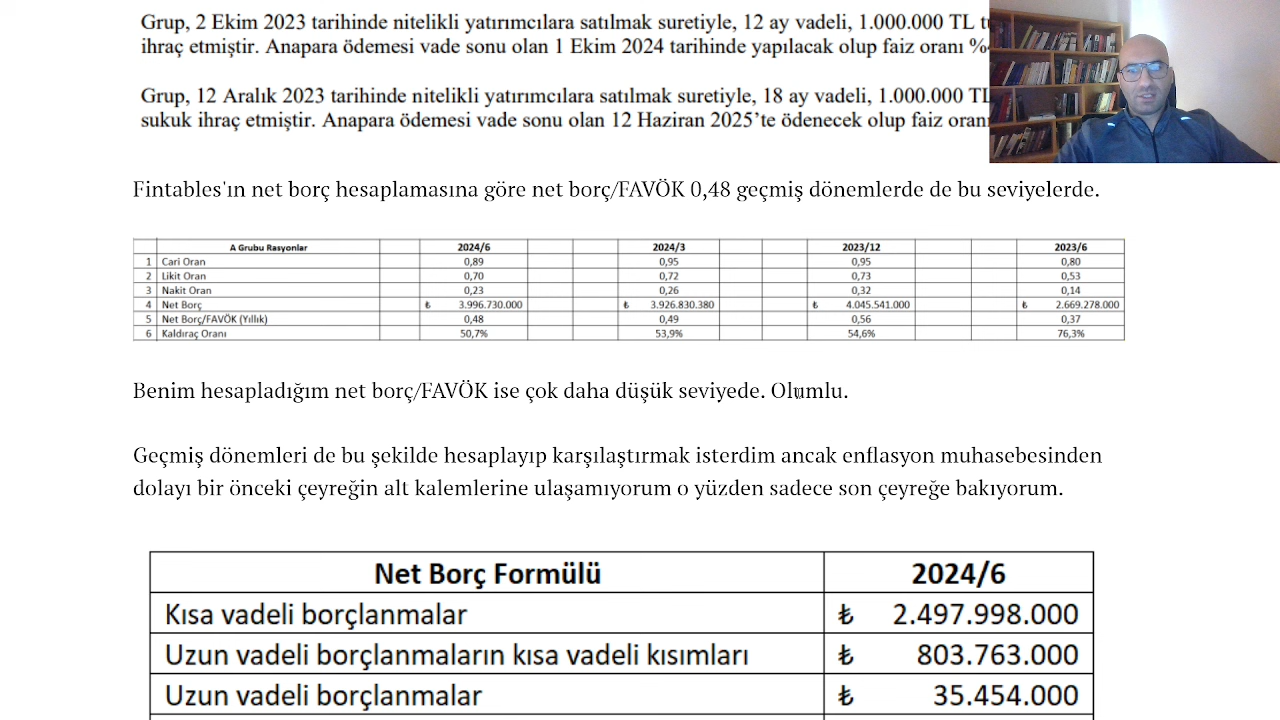 Grup, 2 Ekim 2023 tarihinde nitelikli yatırımcılara satılmak suretiyle, 12 ay vadeli, 1.000.000 TL
ihraç etmiştir. Anapara ödemesi vade sonu olan 1 Ekim 2024 tarihinde yapılacak olup faiz oranı
Grup, 12 Aralık 2023 tarihinde nitelikli yatırımcılara satılmak suretiyle, 18 ay vadeli, 1.000.000 TL
sukuk ihraç etmiştir. Anapara ödemesi vade sonu olan 12 Haziran 2025’te ödenecek olup faiz
Fintables'ın net borç hesaplamasına göre net borç/FAVÖK 0,48 geçmiş dönemlerde de bu seviyelerde.
A Grubu Rasyonlar 2024/6 2024/3 2023/12 2023/6
1 Cari Oran 0,89 0,95 0,95 0,80
2 Likit Oran 0,70 0,72 0,73 0,53
3 Nakit Oran 0,23 0,26 0,32 0,14
4 Net Borç ₺ 3.996.730.000 ₺ 3.926.830.380 ₺ 4.045.541.000 ₺ 2.669.278.000
5 Net Borç/FAVÖK (Yıllık) 0,48 0,49 0,56 0,37
6 Kaldıraç Oranı 50,7% 53,9% 54,6% 76,3%
Benim hesapladığım net borç/FAVÖK ise çok daha düşük seviyede. Olumlu.
Geçmiş dönemleri de bu şekilde hesaplayıp karşılaştırmak isterdim ancak enflasyon muhasebesinden
dolayı bir önceki çeyreğin alt kalemlerine ulaşamıyorum o yüzden sadece son çeyreğe bakıyorum.
Net Borç Formülü 2024/6
Kısa vadeli borçlanmalar ₺ 2.497.998.000
Uzun vadeli borçlanmaların kısa vadeli kısımları ₺ 803.763.000
Uzun vadeli borçlanmalar ₺ 35.454.000